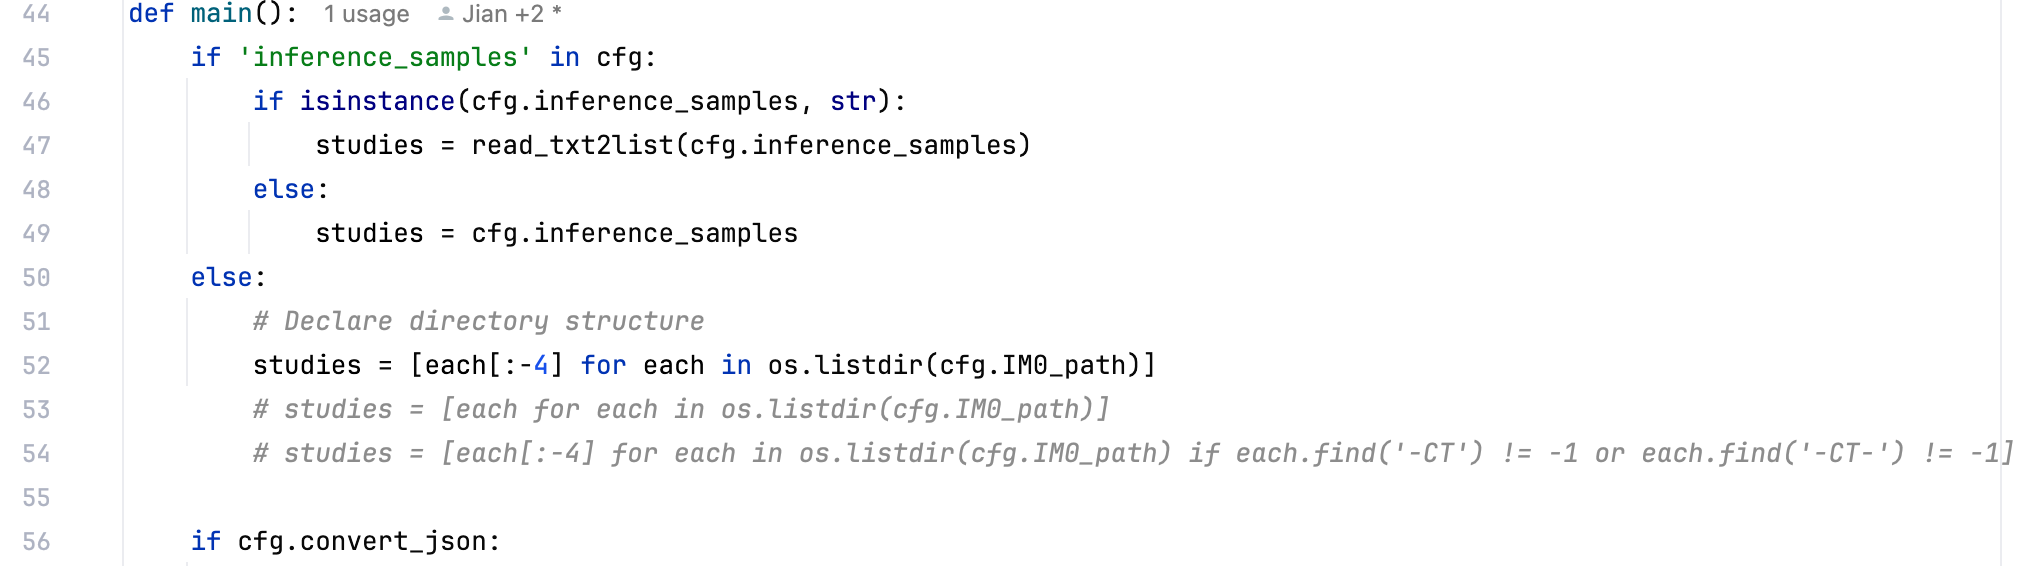 44 def main(): 1 usage Jian +2 *
45 if 'inference_samples' in cfg:
46 if isinstance(cfg.inference_samples, str):
47 studies = read_txt2list(cfg.inference_samples)
48 else:
49 studies = cfg.inference_samples
50 else:
51 # Declare directory structure
52 studies = [each[:-4] for each in os.listdir(cfg.IM0_path)]
53 # studies = [each for each in os.listdir(cfg.IM0_path)]
54 # studies = [each[:-4] for each in os.listdir(cfg.IM0_path) if each.find('-CT') != -1 or each.find('-CT-') != -1]
55
56 if cfg.convert_json: